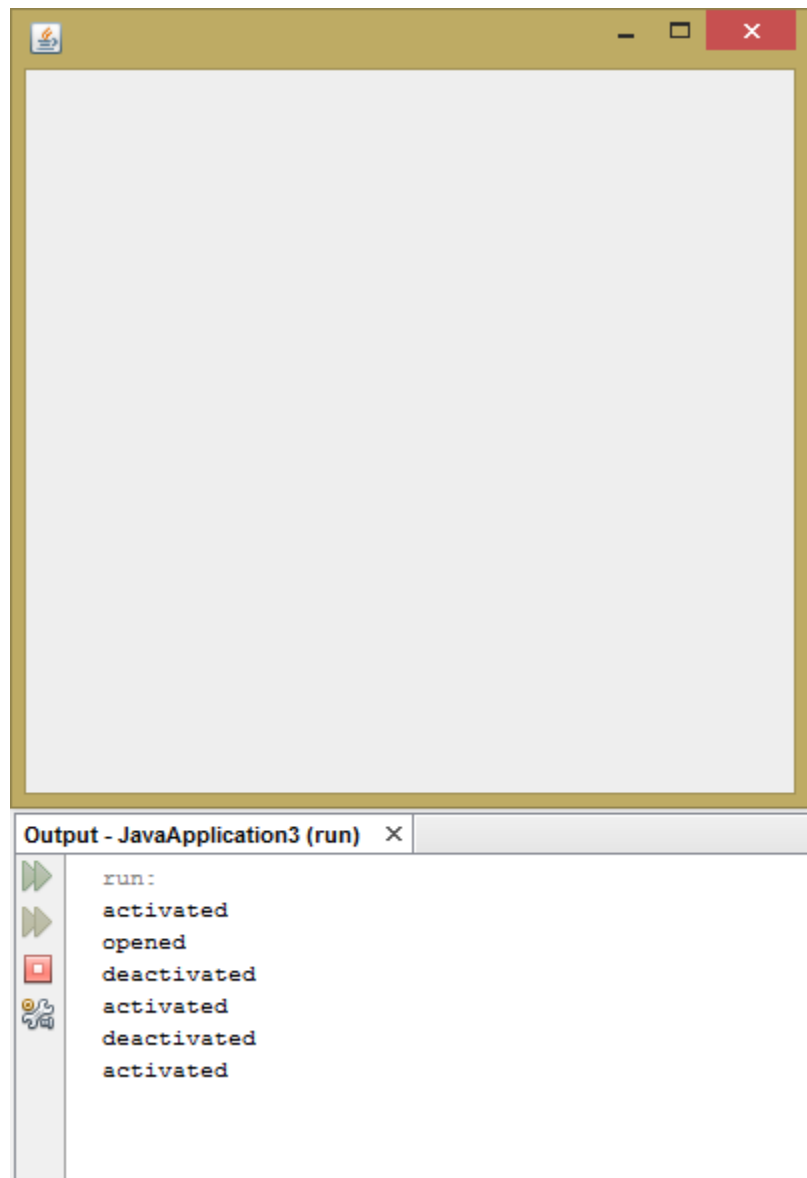 Output - JavaApplication3 (run)
run:
activated
opened
deactivated
activated
deactivated
activated